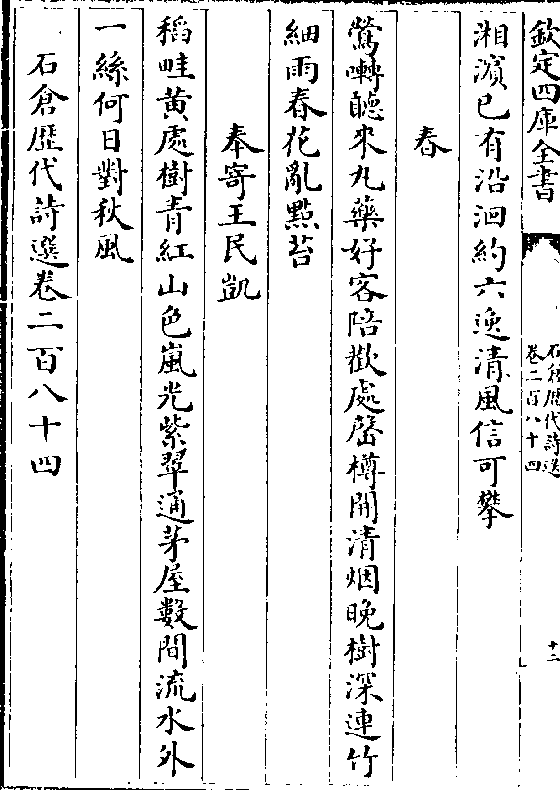 欽定四庫全書
石倉歴代詩選
卷二百八十四
十二
湘濵已有沿洄約六逸清風信可攀
春
鶯囀聽來九藥好客陪歡處罄樽開清烟晚樹深連竹
細雨春花亂㸃苔
奉寄王民凱
稻畦黄處樹青紅山色嵐光紫翠通茅屋數間流水外
一絲何日對秋風
石倉歴代詩選卷二百八十四